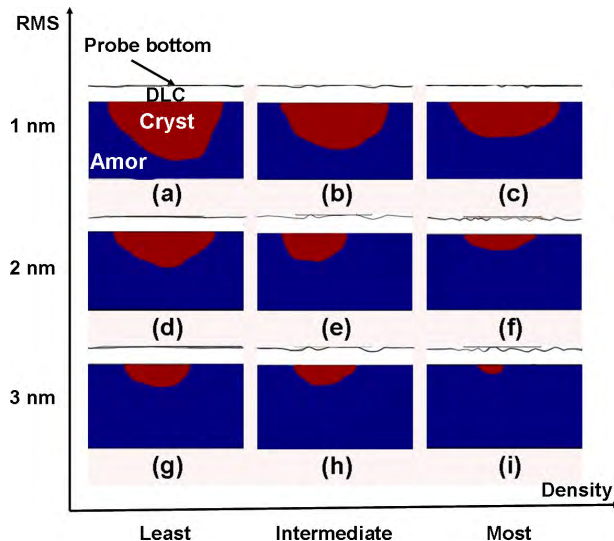 RMS
Probe bottom
DLC
Cryst
Amor
1 nm
(a)
(b)
(c)
2 nm
(d)
(e)
(f)
3 nm
(g)
(h)
(i)
Density
Least
Intermediate
Most